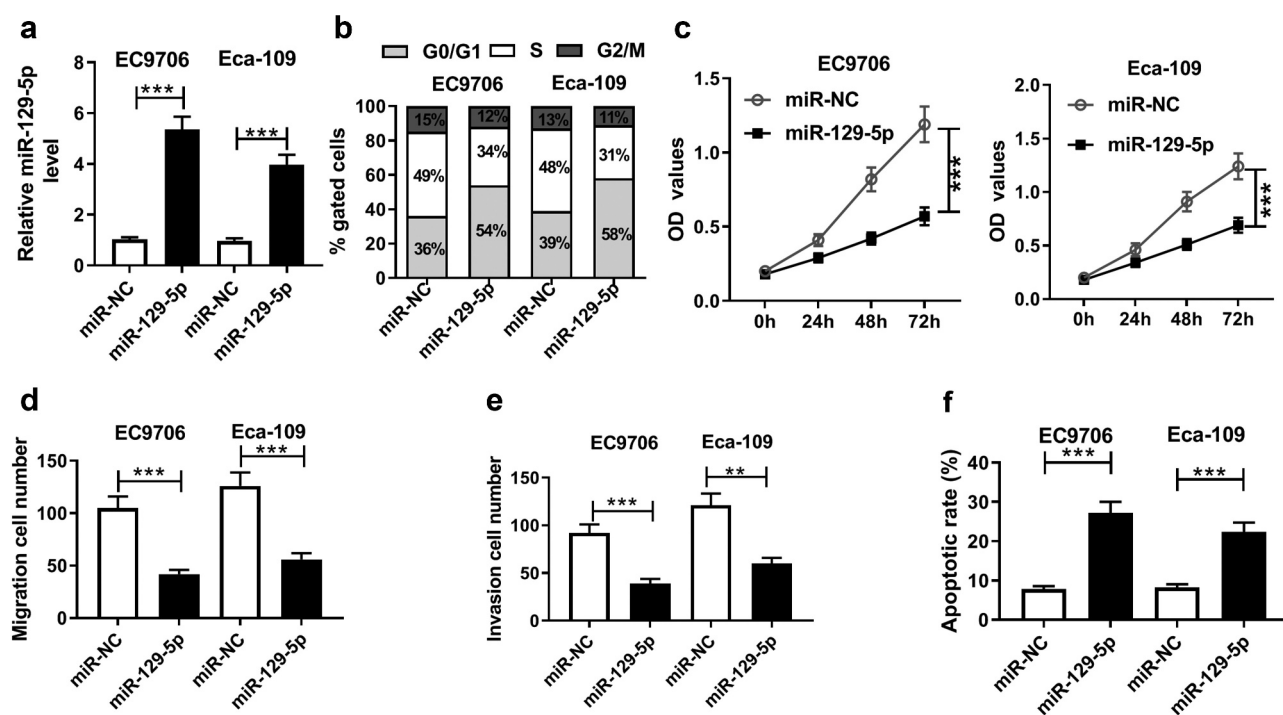 a
EC9706 Eca-109
Relative miR-129-5p
level
8
6
4
2
0
*** ***
miR-NC miR-129-5p miR-NC miR-129-5p
b
G0/G1 S G2/M
EC9706 Eca-109
% gated cells
100
80
60
40
20
0
15% 12% 13% 11%
49% 34% 48% 31%
36% 54% 39% 58%
miR-NC miR-129-5p miR-NC miR-129-5p
c
EC9706
OD values
1.5
1.0
0.5
0.0
miR-NC
miR-129-5p
***
0h 24h 48h 72h
Eca-109
OD values
2.0
1.5
1.0
0.5
0.0
miR-NC
miR-129-5p
***
0h 24h 48h 72h
d
EC9706 Eca-109
Migration cell number
150
100
50
0
*** ***
miR-NC miR-129-5p miR-NC miR-129-5p
e
EC9706 Eca-109
Invasion cell number
150
100
50
0
*** **
miR-NC miR-129-5p miR-NC miR-129-5p
f
EC9706 Eca-109
Apoptotic rate (%)
40
30
20
10
0
*** ***
miR-NC miR-129-5p miR-NC miR-129-5p